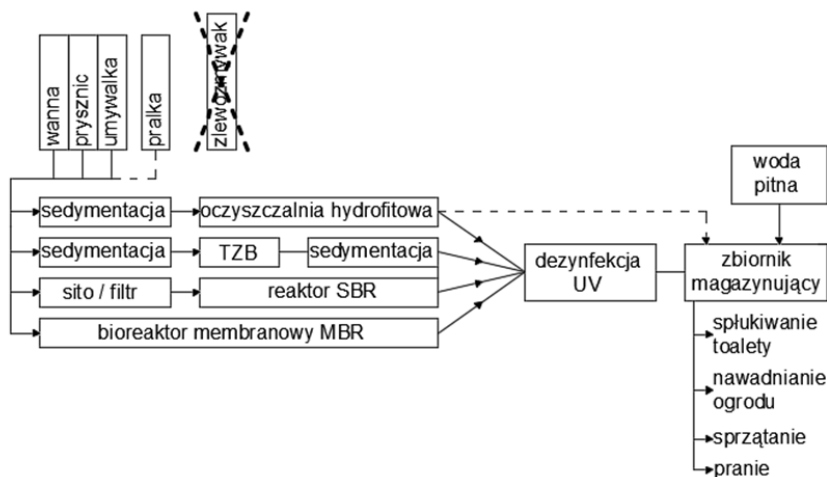 wanna
prysznic
umywalka
pralka
zlewozmywak
woda
pitna
sedymentacja
oczyszczalnia hydrofitowa
sedymentacja
TZB
sedymentacja
dezynfekcja
UV
zbiornik
magazynujący
sito / filtr
reaktor SBR
bioreaktor membranowy MBR
spłukiwanie
toalety
nawadnianie
ogrodu
sprzątanie
pranie